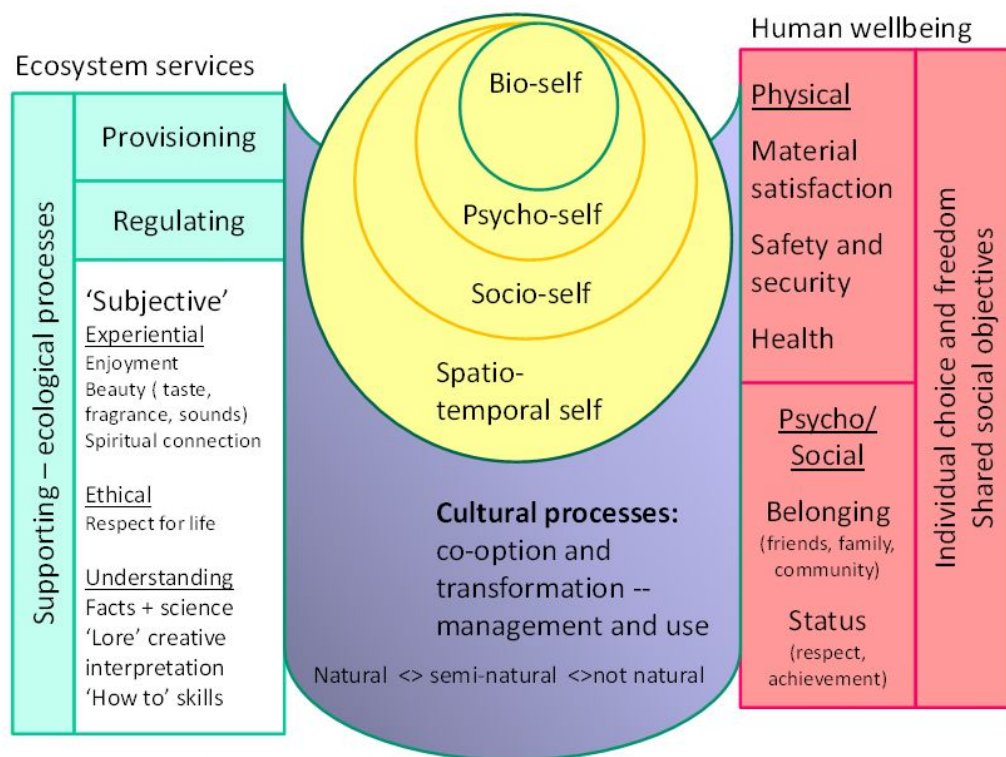 Ecosystem services
Supporting – ecological processes
Provisioning
Regulating
‘Subjective’
Experiential
Enjoyment
Beauty ( taste,
fragrance, sounds)
Spiritual connection
Ethical
Respect for life
Understanding
Facts + science
‘Lore’ creative
interpretation
‘How to’ skills
Bio-self
Psycho-self
Socio-self
Spatio-
temporal self
Cultural processes:
co-option and
transformation --
management and use
Natural <> semi-natural <>not natural
Human wellbeing
Physical
Material
satisfaction
Safety and
security
Health
Psycho/
Social
Belonging
(friends, family,
community)
Status
(respect,
achievement)
Individual choice and freedom
Shared social objectives